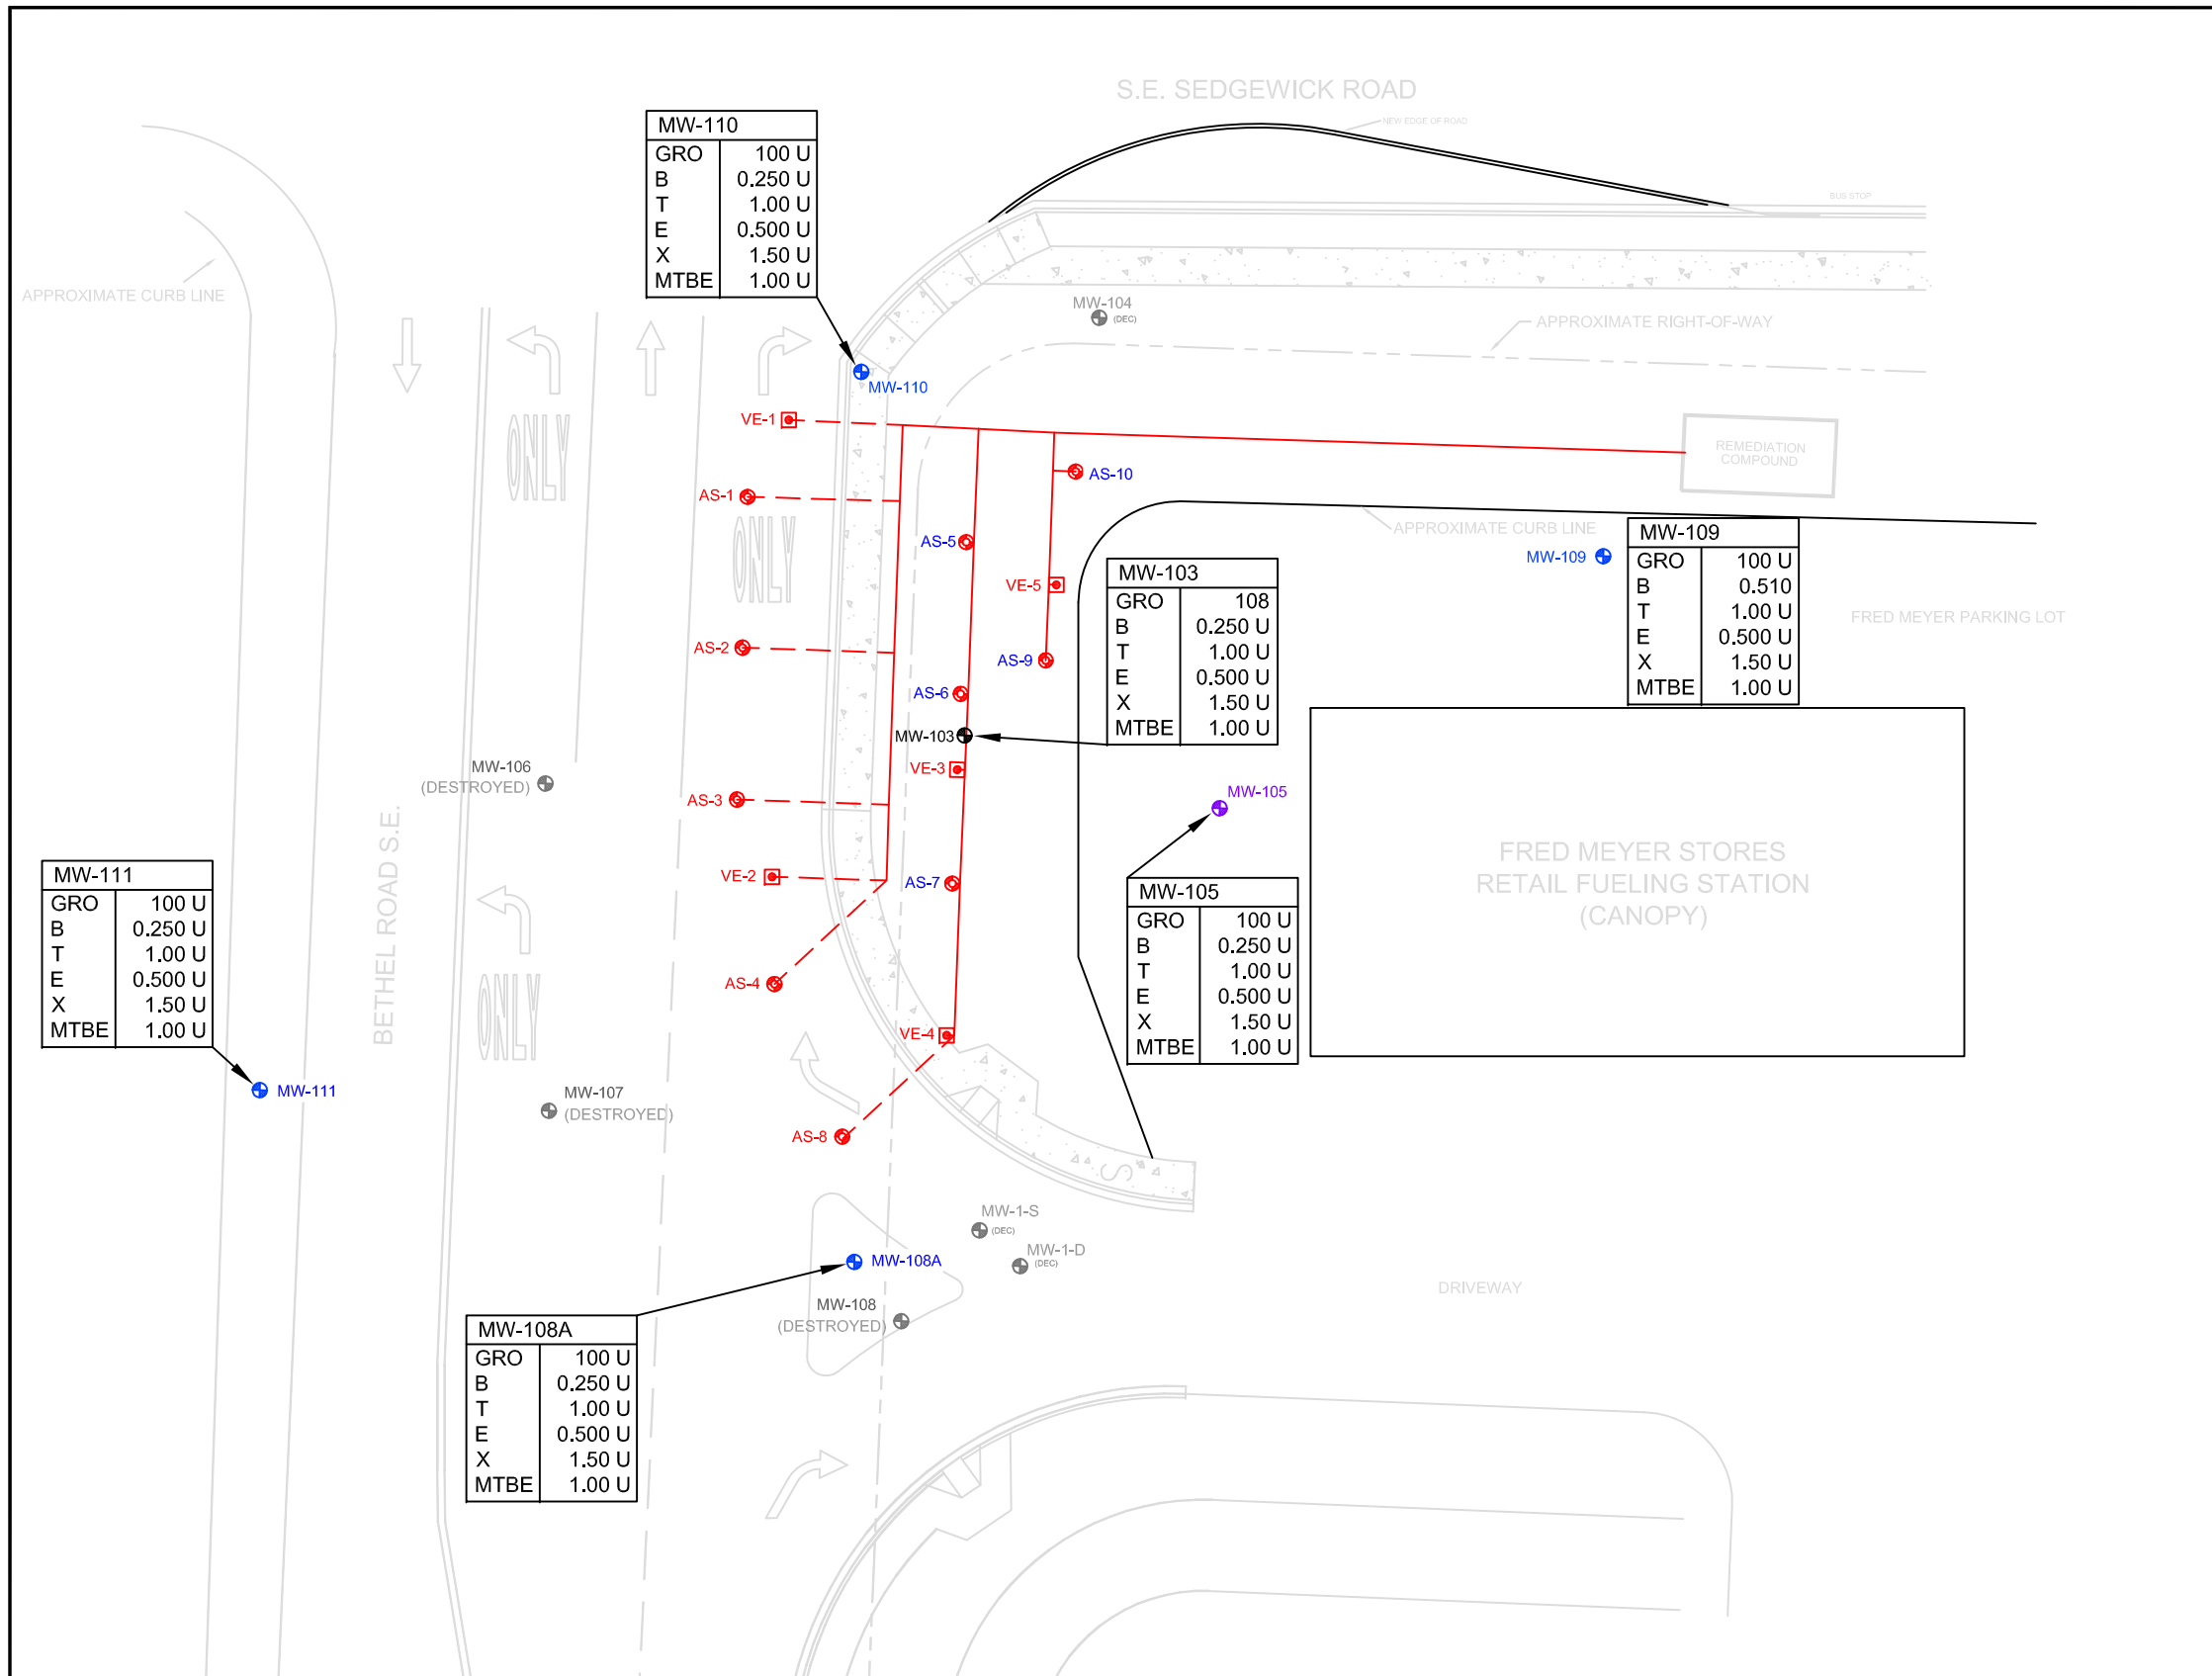 S.E. SEDGEWICK ROAD
NEW EDGE OF ROAD
BUS STOP
MW-110
GRO 100 U
B 0.250 U
T 1.00 U
E 0.500 U
X 1.50 U
MTBE 1.00 U
APPROXIMATE CURB LINE
MW-104
(DEC)
APPROXIMATE RIGHT-OF-WAY
MW-110
VE-1
ONLY
REMEDIATION
COMPOUND
AS-10
AS-1
ONLY
AS-5
APPROXIMATE CURB LINE
MW-109
MW-109
GRO 100 U
B 0.510
T 1.00 U
E 0.500 U
X 1.50 U
MTBE 1.00 U
FRED MEYER PARKING LOT
VE-5
MW-103
GRO 108
B 0.250 U
T 1.00 U
E 0.500 U
X 1.50 U
MTBE 1.00 U
AS-2
AS-9
AS-6
MW-103
VE-3
MW-106
(DESTROYED)
AS-3
MW-105
BETHEL ROAD S.E.
FRED MEYER STORES
RETAIL FUELING STATION
(CANOPY)
VE-2
AS-7
MW-111
GRO 100 U
B 0.250 U
T 1.00 U
E 0.500 U
X 1.50 U
MTBE 1.00 U
MW-105
GRO 100 U
B 0.250 U
T 1.00 U
E 0.500 U
X 1.50 U
MTBE 1.00 U
AS-4
ONLY
VE-4
MW-111
MW-107
(DESTROYED)
AS-8
S
MW-1-S
(DEC)
MW-1-D
(DEC)
MW-108A
DRIVEWAY
MW-108
(DESTROYED)
MW-108A
GRO 100 U
B 0.250 U
T 1.00 U
E 0.500 U
X 1.50 U
MTBE 1.00 U